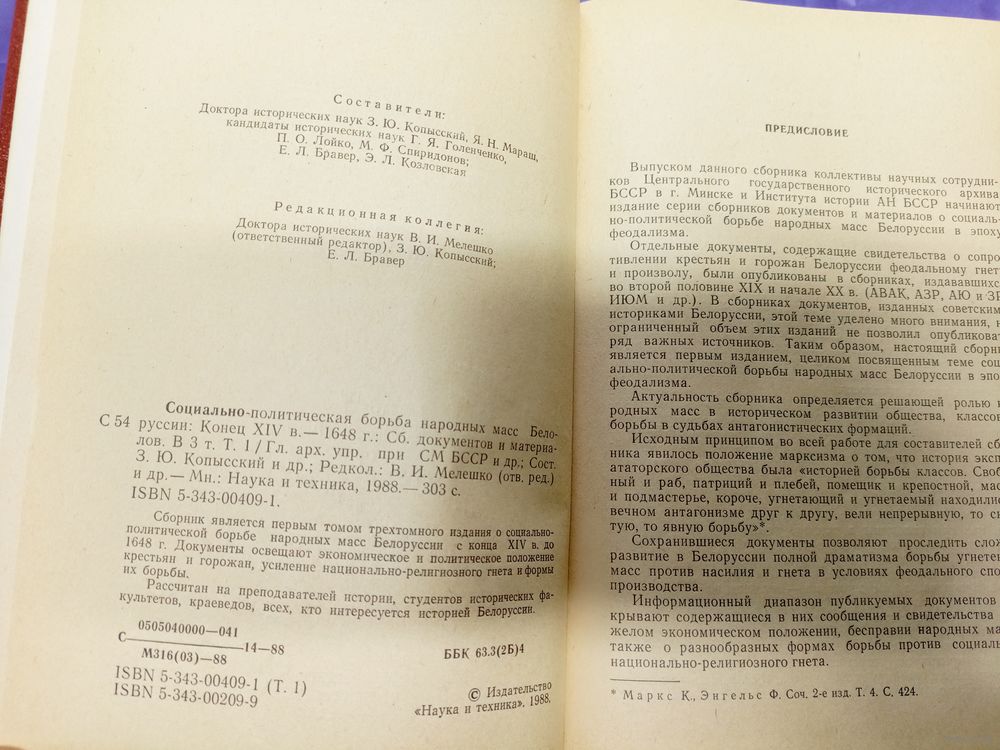 Составители:
Доктора исторических наук З. Ю. Копысский, Я. Н. Мараш,
кандидаты исторических наук Г. Я. Голенченко,
П. О. Лойко, М. Ф. Спиридонов;
Е. Л. Бравер, Э. Л. Козловская
Редакционная коллегия:
Доктора исторических наук В. И. Мелешко
(ответственный редактор), З. Ю. Копысский;
Е. Л. Бравер
Социально-политическая борьба народных масс Бело-
С 54 руссии: Конец XIV в.— 1648 г.: Сб. документов и материа-
лов. В 3 т. Т. 1 / Гл. арх. упр. при СМ БССР и др.; Сост.
З. Ю. Копысский и др.; Редкол.: В. И. Мелешко (отв. ред.)
и др.— Мн.: Наука и техника, 1988.— 303 с.
ISBN 5-343-00409-1.
Сборник является первым томом трехтомного издания о социально-
политической борьбе народных масс Белоруссии с конца XIV в. до
1648 г. Документы освещают экономическое и политическое положение
крестьян и горожан, усиление национально-религиозного гнета и формы
их борьбы.
Рассчитан на преподавателей истории, студентов исторических фа-
культетов, краеведов, всех, кто интересуется историей Белоруссии.
0505040000—041
С 14—88
М316(03)—88
ББК 63.3(2Б)4
ISBN 5-343-00409-1 (Т. 1)
ISBN 5-343-00209-9
© Издательство
«Наука и техника», 1988.
ПРЕДИСЛОВИЕ
Выпуском данного сборника коллективы научных сотрудни-
ков Центрального государственного исторического архива
БССР в г. Минске и Института истории АН БССР начинают
издание серии сборников документов и материалов о социаль-
но-политической борьбе народных масс Белоруссии в эпоху
феодализма.
Отдельные документы, содержащие свидетельства о сопро
тивлении крестьян и горожан Белоруссии феодальному гнет
и произволу, были опубликованы в сборниках, издававшихс
во второй половине XIX и начале XX в. (АВАК, АЗР, АЮ и ЗР
ИЮМ и др.). В сборниках документов, изданных советским
историками Белоруссии, этой теме уделено много внимания, н
ограниченный объем этих изданий не позволил опубликова
ряд важных источников. Таким образом, настоящий сборни
является первым изданием, целиком посвященным теме соц
ально-политической борьбы народных масс Белоруссии в эпо
феодализма.
Актуальность сборника определяется решающей ролью н
родных масс в историческом развитии общества, классов
борьбы в судьбах антагонистических формаций.
Исходным принципом во всей работе для составителей сб
ника явилось положение марксизма о том, что история эксп
ататорского общества была «историей борьбы классов. Своб
ный и раб, патриций и плебей, помещик и крепостной, мас
и подмастерье, короче, угнетающий и угнетаемый находилис
вечном антагонизме друг к другу, вели непрерывную, то ск
тую, то явную борьбу»*.
Сохранившиеся документы позволяют проследить слож
развитие в Белоруссии полной драматизма борьбы угнете
масс против насилия и гнета в условиях феодального спо
производства.
Информационный диапазон публикуемых документов
крывают содержащиеся в них сообщения и свидетельства
желом экономическом положении, бесправии народных ма
также о разнообразных формах борьбы против социаль
национально-религиозного гнета.
* Маркс К., Энгельс Ф. Соч. 2-е изд. Т. 4. С. 424.